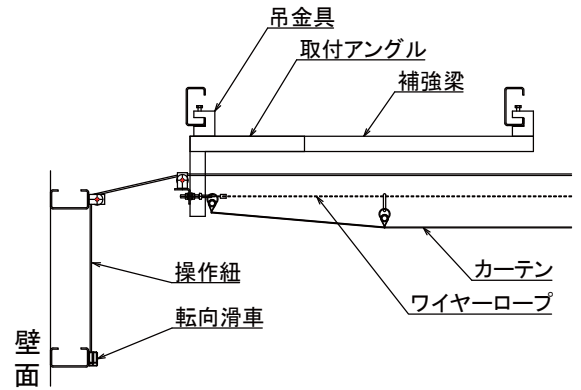 吊金具
取付アングル
補強梁
カーテン
操作紐
ワイヤーロープ
転向滑車
壁面